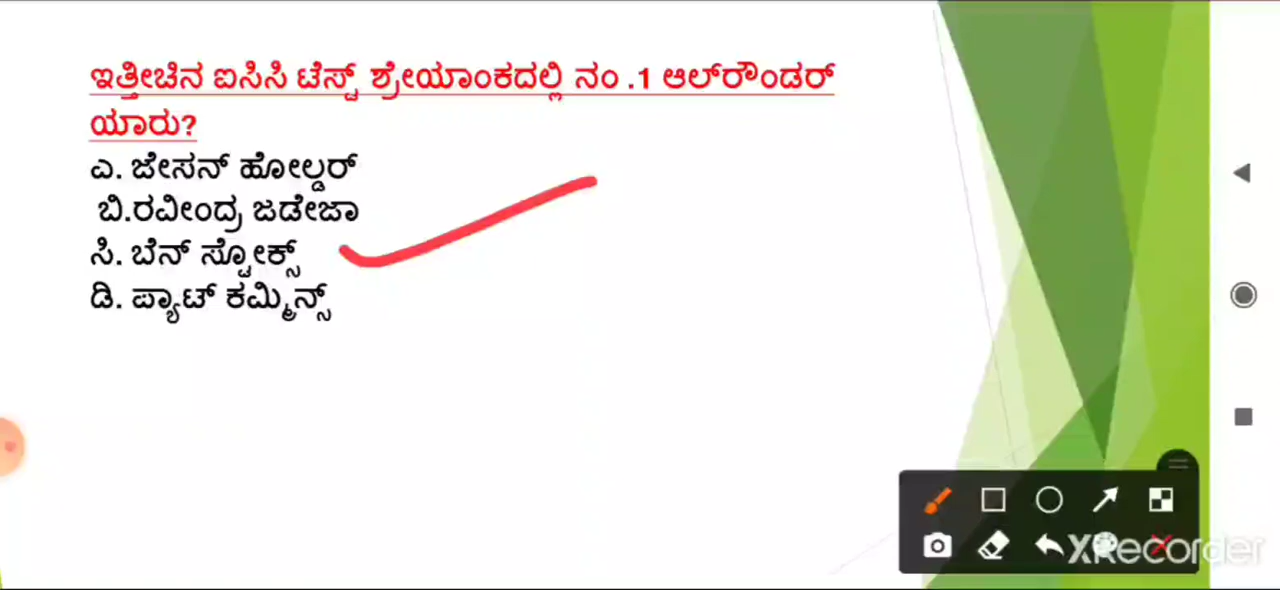 ಇತ್ತೀಚಿನ ಐಸಿಸಿ ಟೆಸ್ಟ್ ಶ್ರೇಯಾಂಕದಲ್ಲಿ ನಂ .1 ಆಲ್‌ರೌಂಡರ್
ಯಾರು?
ಎ. ಜೇಸನ್ ಹೋಲ್ಡರ್
ಬಿ.ರವೀಂದ್ರ ಜಡೇಜಾ
ಸಿ. ಬೆನ್ ಸ್ಟೋಕ್ಸ್
ಡಿ. ಪ್ಯಾಟ್ ಕಮ್ಮಿನ್ಸ್
XRecorder